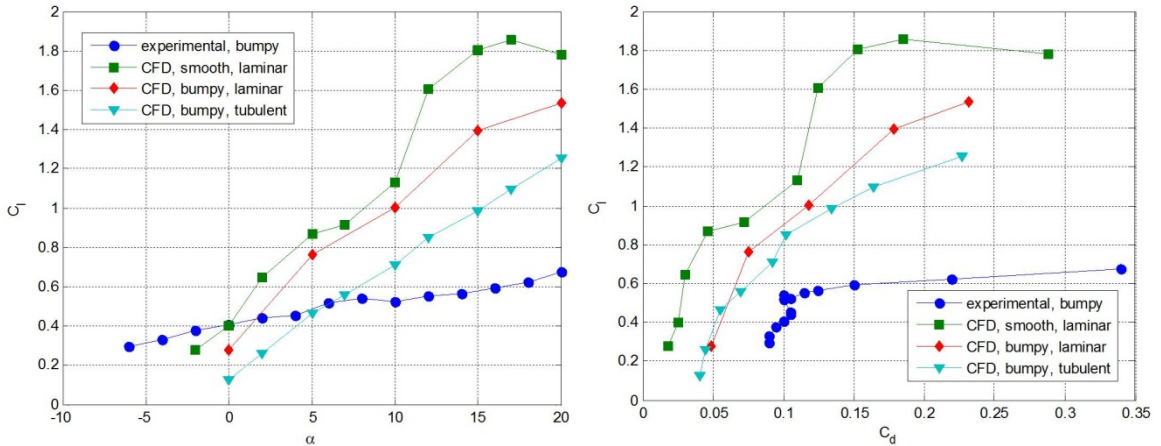 2
1.8
1.6
1.4
1.2
1
0.8
0.6
0.4
0.2
0
-10 -5 0 5 10 15 20
α
C_l
experimental, bumpy
CFD, smooth, laminar
CFD, bumpy, laminar
CFD, bumpy, tubulent
2
1.8
1.6
1.4
1.2
1
0.8
0.6
0.4
0.2
0
0 0.05 0.1 0.15 0.2 0.25 0.3 0.35
C_d
C_l
experimental, bumpy
CFD, smooth, laminar
CFD, bumpy, laminar
CFD, bumpy, tubulent